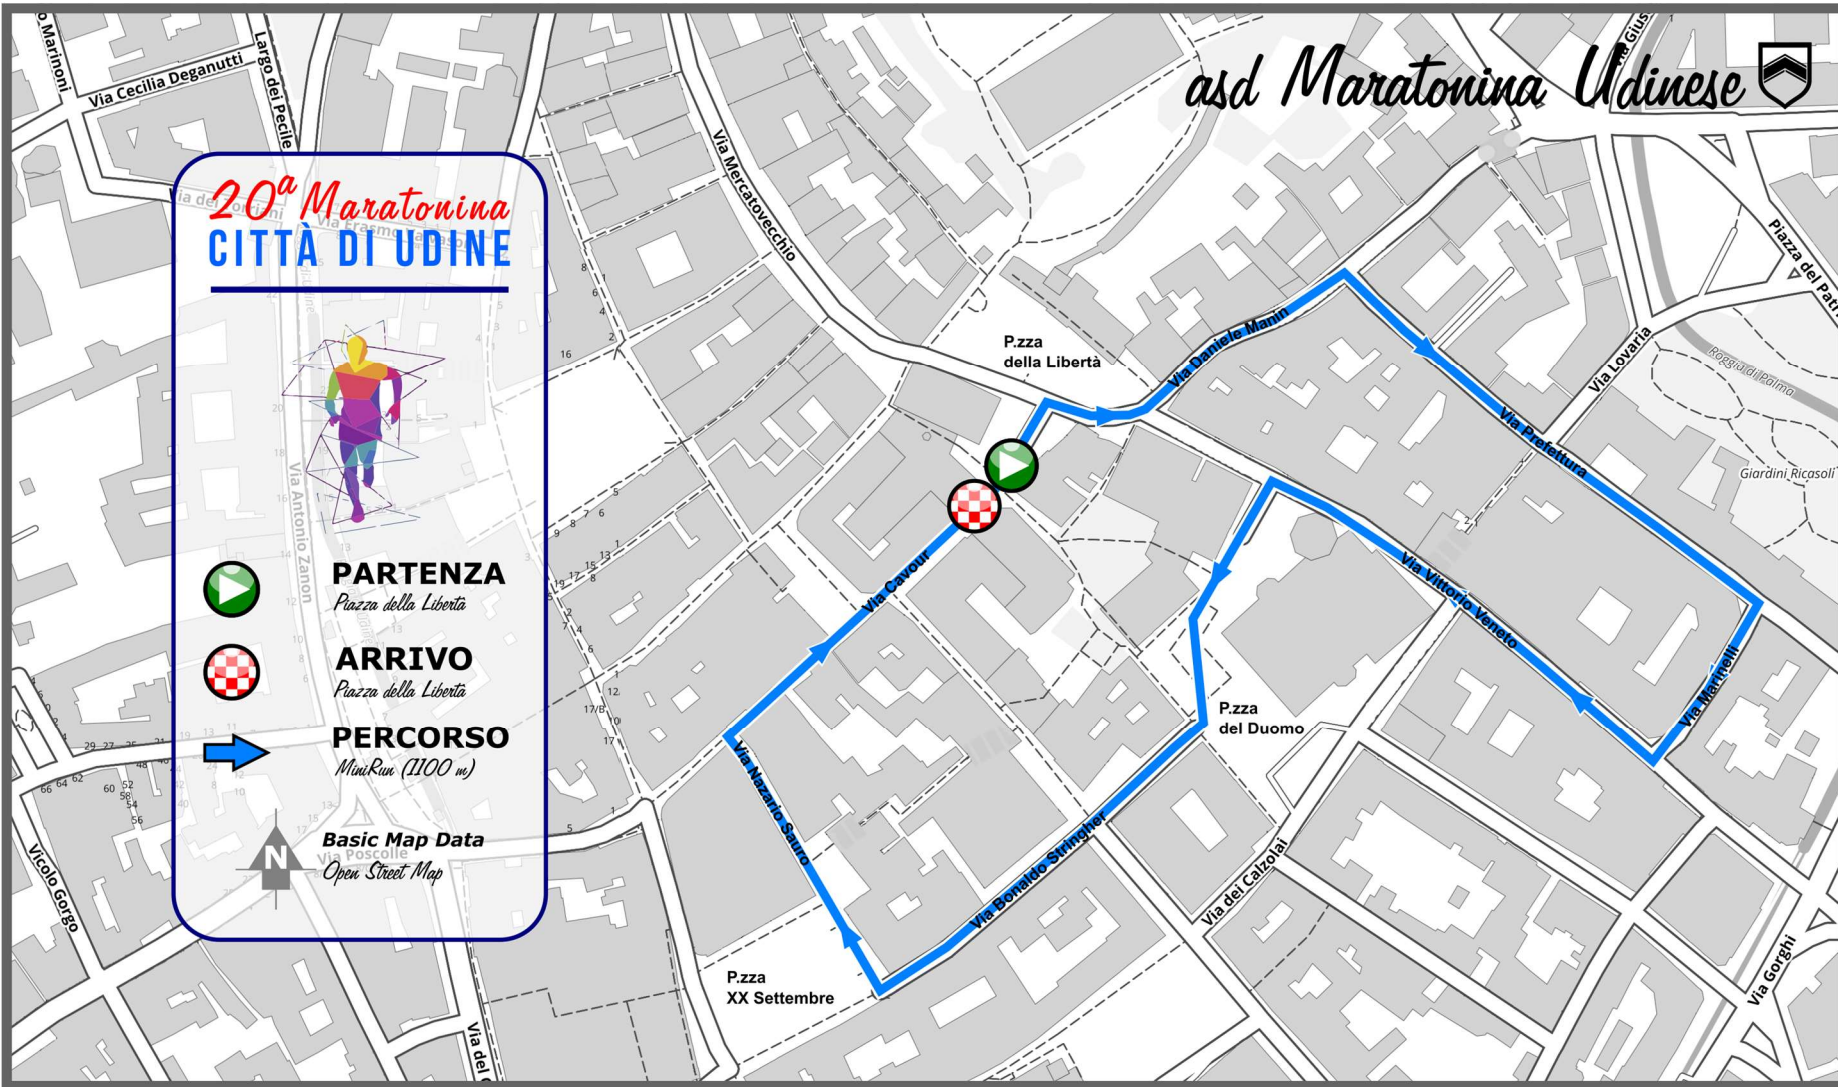 asd Maratonina Udinese
20ª Maratonina
CITTÀ DI UDINE
PARTENZA
Piazza della Libertà
ARRIVO
Piazza della Libertà
PERCORSO
MiniRun (1100 m)
N
Basic Map Data
Open Street Map
Via Cecilia Deganutti
Largo dei Pecile
Via Mercatovecchio
Via Antonio Zanon
Via Poscolle
Vicolo Gorgo
P.zza
della Libertà
Via Daniele Manin
Via Prefettura
Via Lovaria
Roggia di Palma
Giardini Ricasoli
Via Vittorio Veneto
Via Marinelli
Via Cavour
P.zza
del Duomo
Via Nazario Sauro
Via Bonaldo Stringher
Via dei Calzolai
P.zza
XX Settembre
Via Gorghi